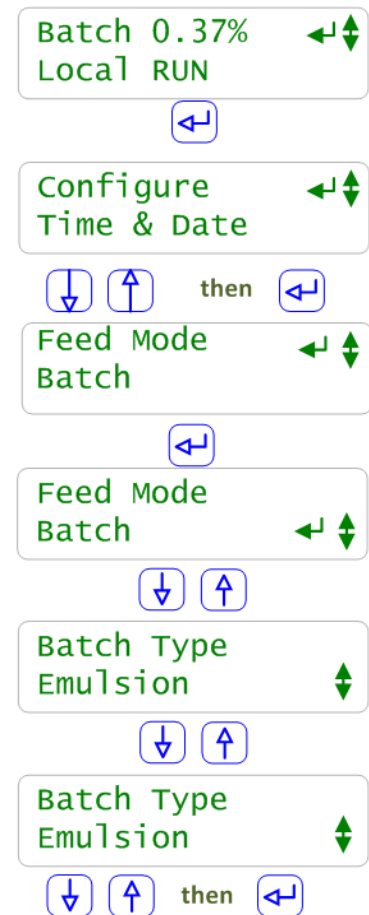 Batch 0.37%
Local RUN
Configure
Time & Date
then
Feed Mode
Batch
Feed Mode
Batch
Batch Type
Emulsion
Batch Type
Emulsion
then